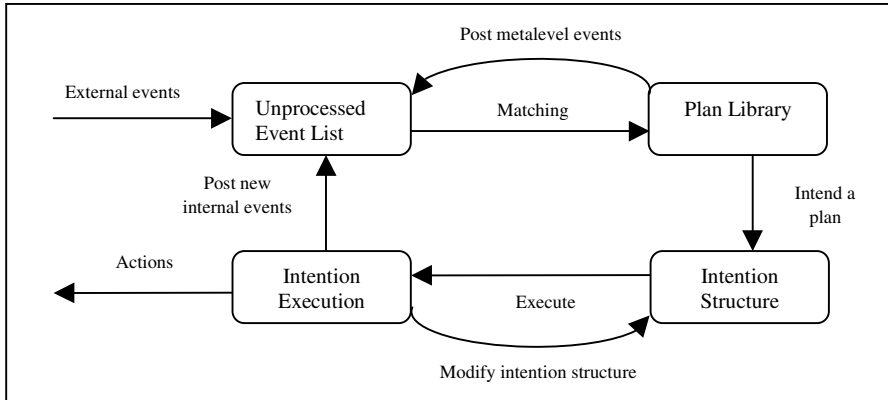 Post metalevel events
External events
Unprocessed
Event List
Matching
Plan Library
Post new
internal events
Intend a
plan
Actions
Intention
Execution
Execute
Intention
Structure
Modify intention structure